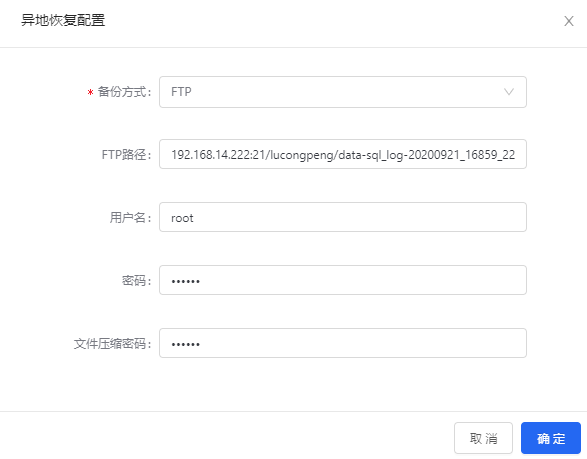 异地恢复配置
* 备份方式: FTP
FTP路径: 192.168.14.222:21/lucongpeng/data-sql_log-20200921_16859_22
用户名: root
密码: ••••••
文件压缩密码: ••••••
取消 确定